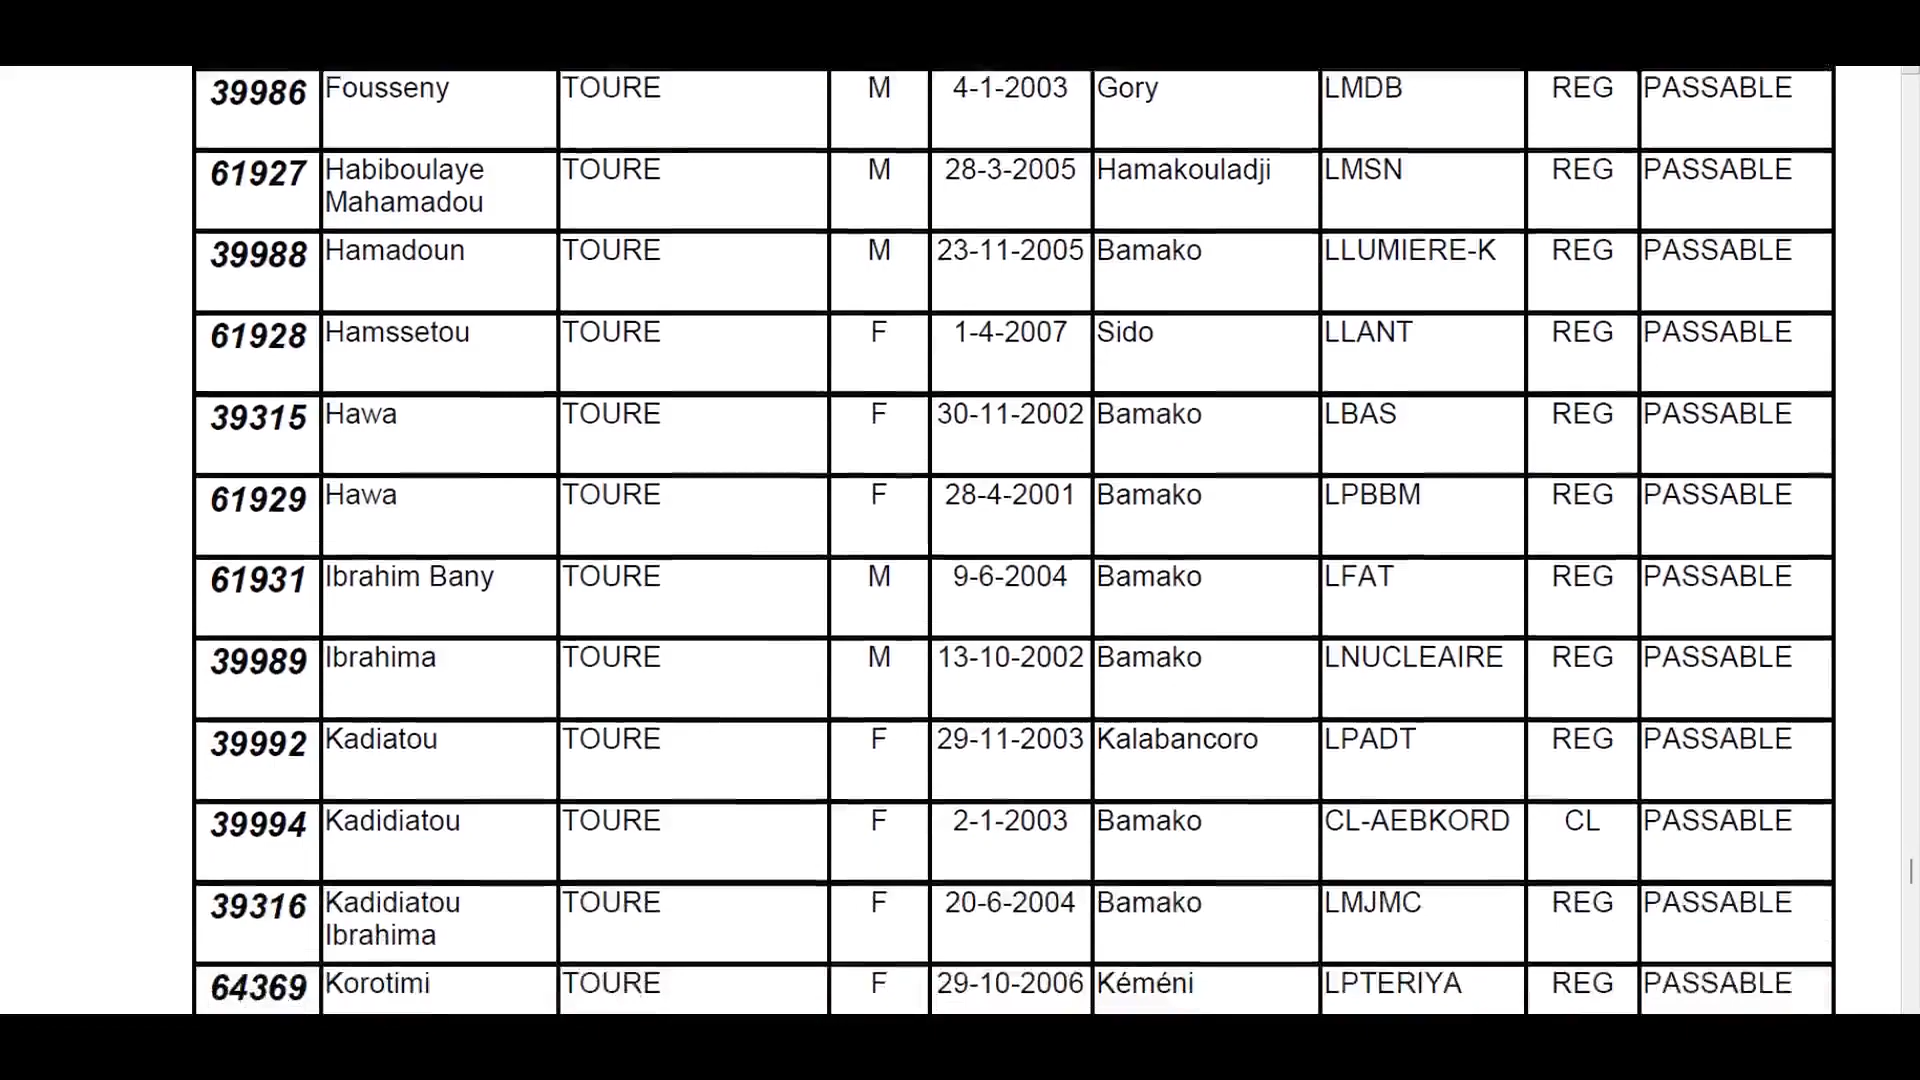 39986 Fousseny TOURE M 4-1-2003 Gory LMDB REG PASSABLE
61927 Habiboulaye TOURE M 28-3-2005 Hamakouladji LMSN REG PASSABLE
Mahamadou
39988 Hamadoun TOURE M 23-11-2005 Bamako LLUMIERE-K REG PASSABLE
61928 Hamssetou TOURE F 1-4-2007 Sido LLANT REG PASSABLE
39315 Hawa TOURE F 30-11-2002 Bamako LBAS REG PASSABLE
61929 Hawa TOURE F 28-4-2001 Bamako LPBBM REG PASSABLE
61931 Ibrahim Bany TOURE M 9-6-2004 Bamako LFAT REG PASSABLE
39989 Ibrahima TOURE M 13-10-2002 Bamako LNUCLEAIRE REG PASSABLE
39992 Kadiatou TOURE F 29-11-2003 Kalabancoro LPADT REG PASSABLE
39994 Kadidiatou TOURE F 2-1-2003 Bamako CL-AEBKORD CL PASSABLE
39316 Kadidiatou TOURE F 20-6-2004 Bamako LMJMC REG PASSABLE
Ibrahima
64369 Korotimi TOURE F 29-10-2006 Kéméni LPTERIYA REG PASSABLE